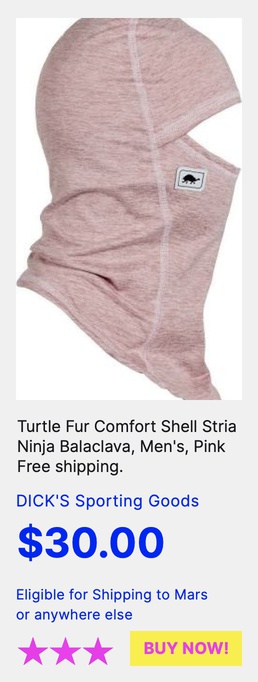 Turtle Fur Comfort Shell Stria
Ninja Balaclava, Men's, Pink
Free shipping.
DICK'S Sporting Goods
$30.00
Eligible for Shipping to Mars
or anywhere else
BUY NOW!